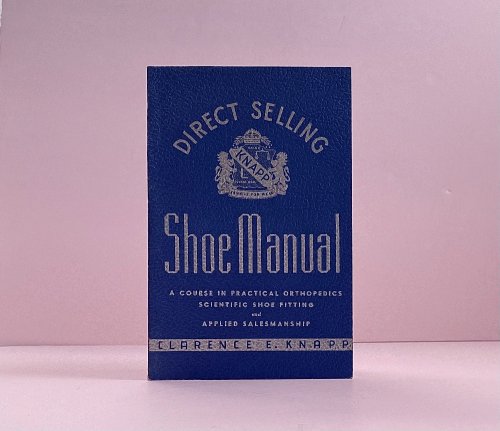 DIRECT SELLING
KNAPP
Shoe Manual
A COURSE IN PRACTICAL ORTHOPEDICS
SCIENTIFIC SHOE FITTING
and
APPLIED SALESMANSHIP
CLARENCE E. KNAPP